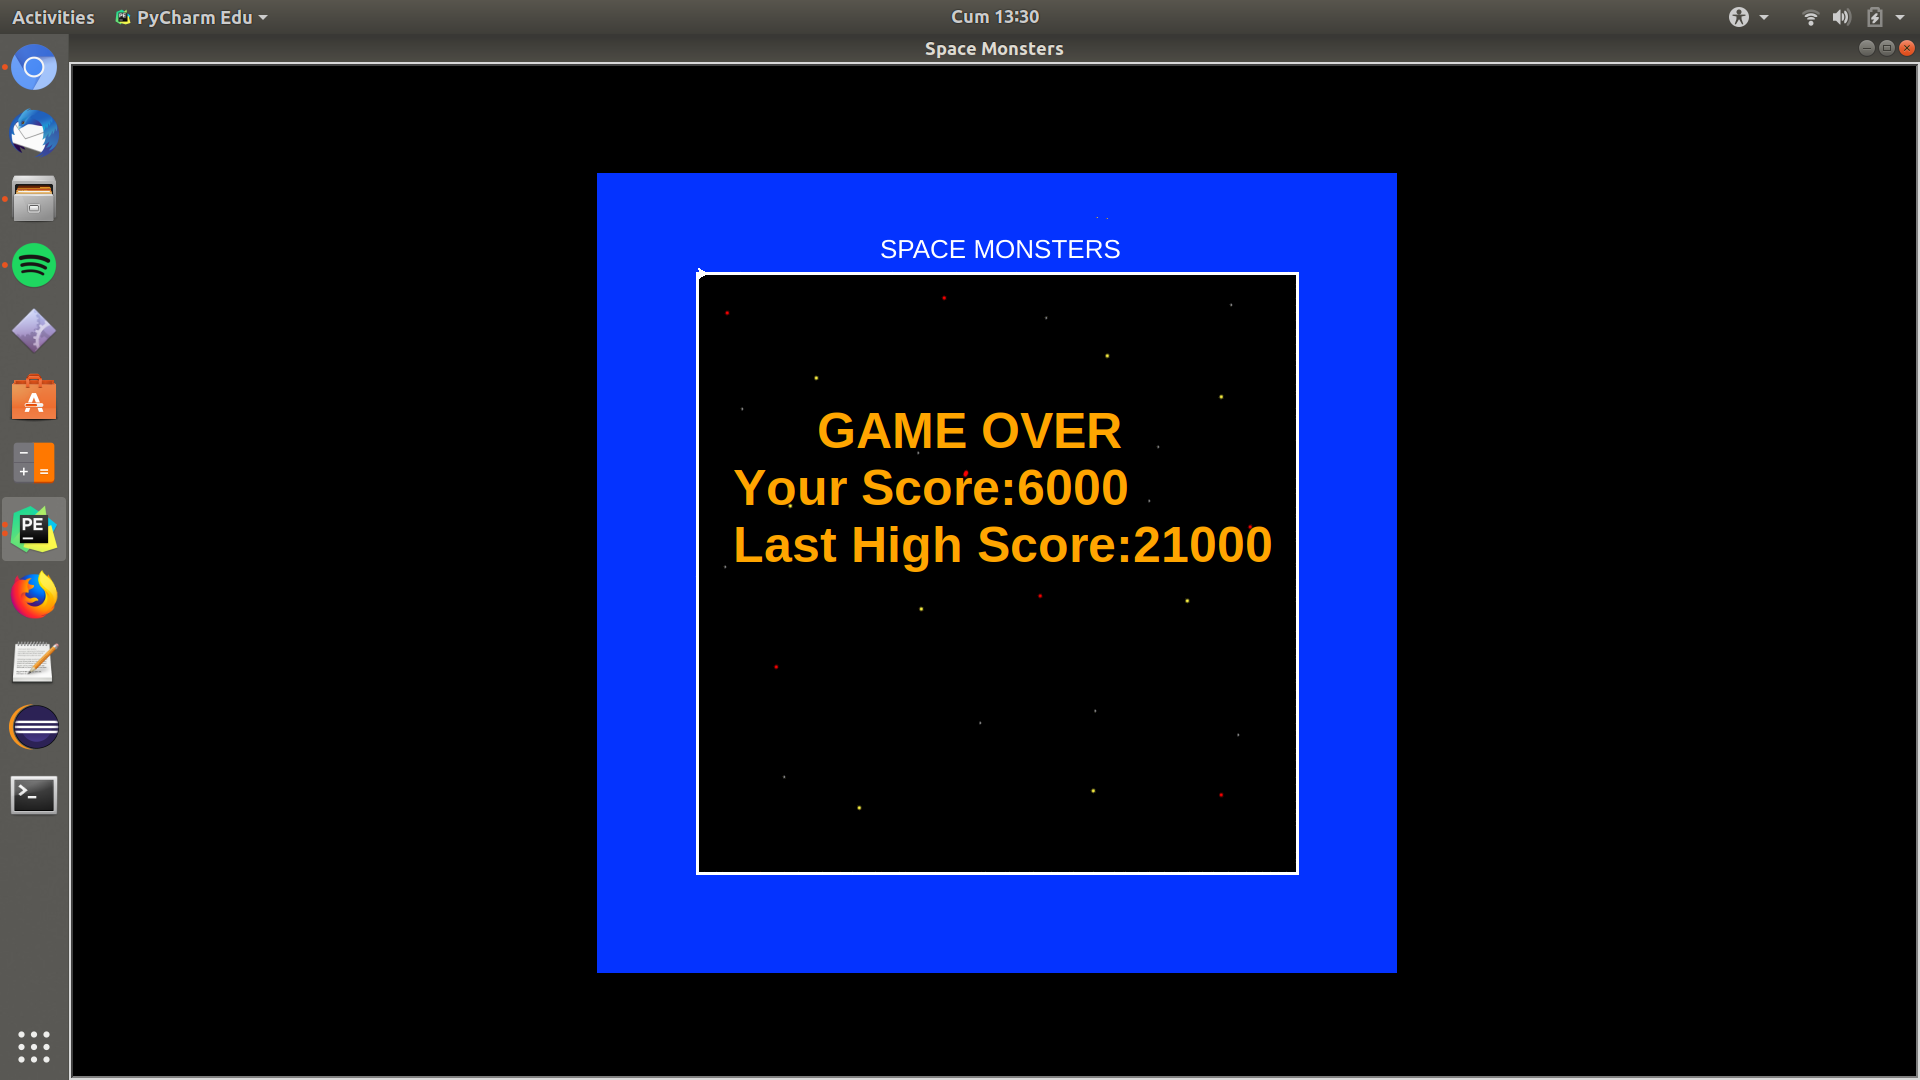 Activities
PyCharm Edu
Cum 13:30
Space Monsters
SPACE MONSTERS
GAME OVER
Your Score:6000
Last High Score:21000
PE